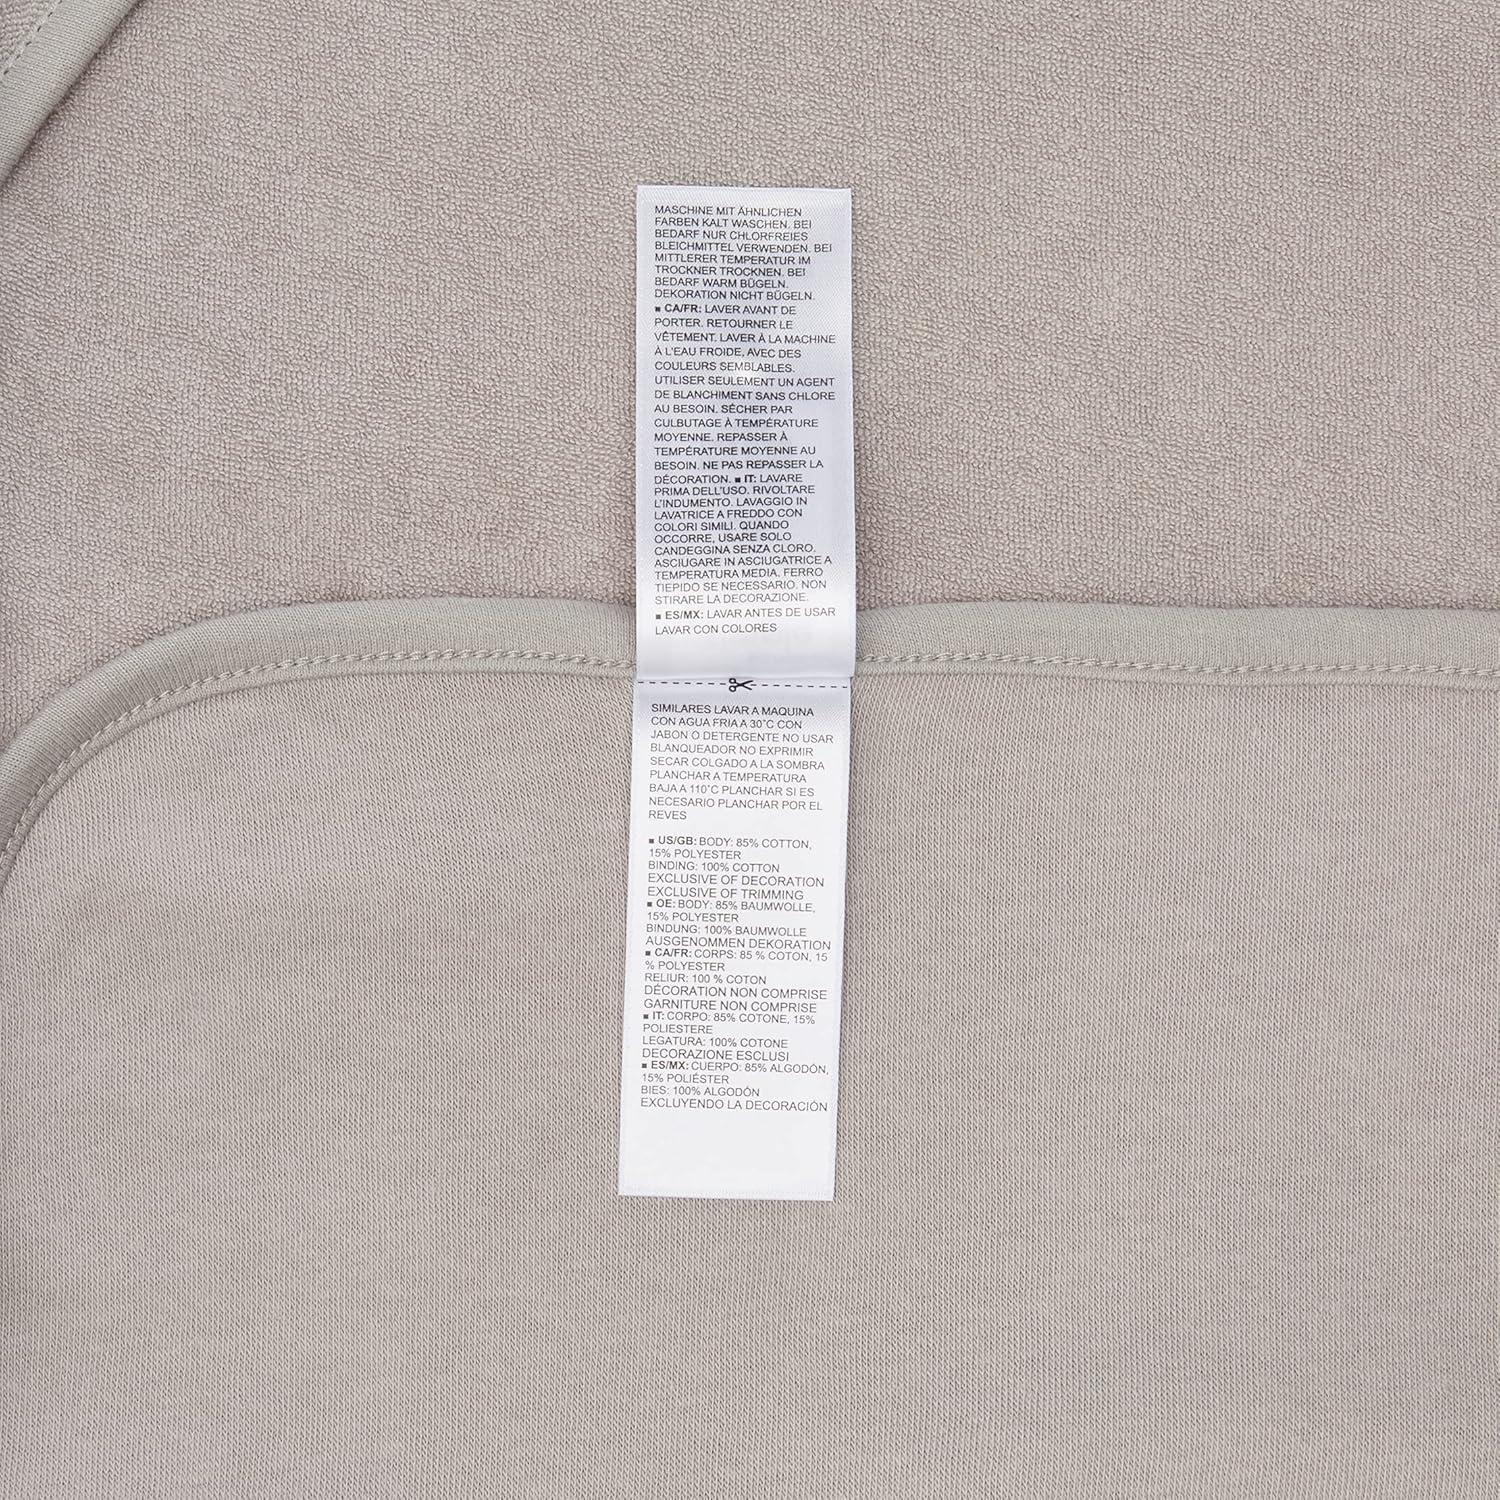 MASCHINE MIT ÄHNLICHEN
FARBEN KALT WASCHEN. BEI
BEDARF NUR CHLORFREIES
BLEICHMITTEL VERWENDEN. BEI
MITTLERER TEMPERATUR IM
TROCKNER TROCKNEN. BEI
BEDARF WARM BÜGELN.
DEKORATION NICHT BÜGELN.
■ CA/FR: LAVER AVANT DE
PORTER. RETOURNER LE
VÊTEMENT. LAVER À LA MACHINE
À L'EAU FROIDE, AVEC DES
COULEURS SEMBLABLES.
UTILISER SEULEMENT UN AGENT
DE BLANCHIMENT SANS CHLORE
AU BESOIN. SÉCHER PAR
CULBUTAGE À TEMPÉRATURE
MOYENNE. REPASSER À
TEMPÉRATURE MOYENNE AU
BESOIN. NE PAS REPASSER LA
DÉCORATION. ■ IT: LAVARE
PRIMA DELL'USO. RIVOLTARE
L'INDUMENTO. LAVAGGIO IN
LAVATRICE A FREDDO CON
COLORI SIMILI. QUANDO
OCCORRE, USARE SOLO
CANDEGGINA SENZA CLORO.
ASCIUGARE IN ASCIUGATRICE A
TEMPERATURA MEDIA. FERRO
TIEPIDO SE NECESSARIO. NON
STIRARE LA DECORAZIONE.
■ ES/MX: LAVAR ANTES DE USAR
LAVAR CON COLORES
SIMILARES LAVAR A MAQUINA
CON AGUA FRIA A 30°C CON
JABON O DETERGENTE NO USAR
BLANQUEADOR NO EXPRIMIR
SECAR COLGADO A LA SOMBRA
PLANCHAR A TEMPERATURA
BAJA A 110°C PLANCHAR SI ES
NECESARIO PLANCHAR POR EL
REVES
■ US/GB: BODY: 85% COTTON,
15% POLYESTER
BINDING: 100% COTTON
EXCLUSIVE OF DECORATION
EXCLUSIVE OF TRIMMING
■ OE: BODY: 85% BAUMWOLLE,
15% POLYESTER
BINDUNG: 100% BAUMWOLLE
AUSGENOMMEN DEKORATION
■ CA/FR: CORPS: 85 % COTON, 15
% POLYESTER
RELIUR: 100 % COTON
DÉCORATION NON COMPRISE
GARNITURE NON COMPRISE
■ IT: CORPO: 85% COTONE, 15%
POLIESTERE
LEGATURA: 100% COTONE
DECORAZIONE ESCLUSI
■ ES/MX: CUERPO: 85% ALGODÓN,
15% POLIÉSTER
BIES: 100% ALGODÓN
EXCLUYENDO LA DECORACIÓN